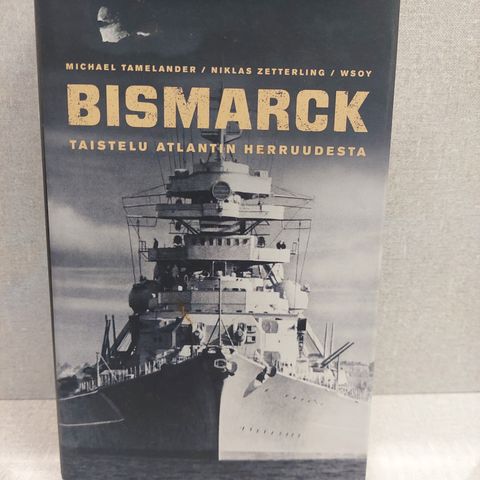 MICHAEL TAMELANDER / NIKLAS ZETTERLING / WSOY
BISMARCK
TAISTELU ATLANTIN HERRUUDESTA